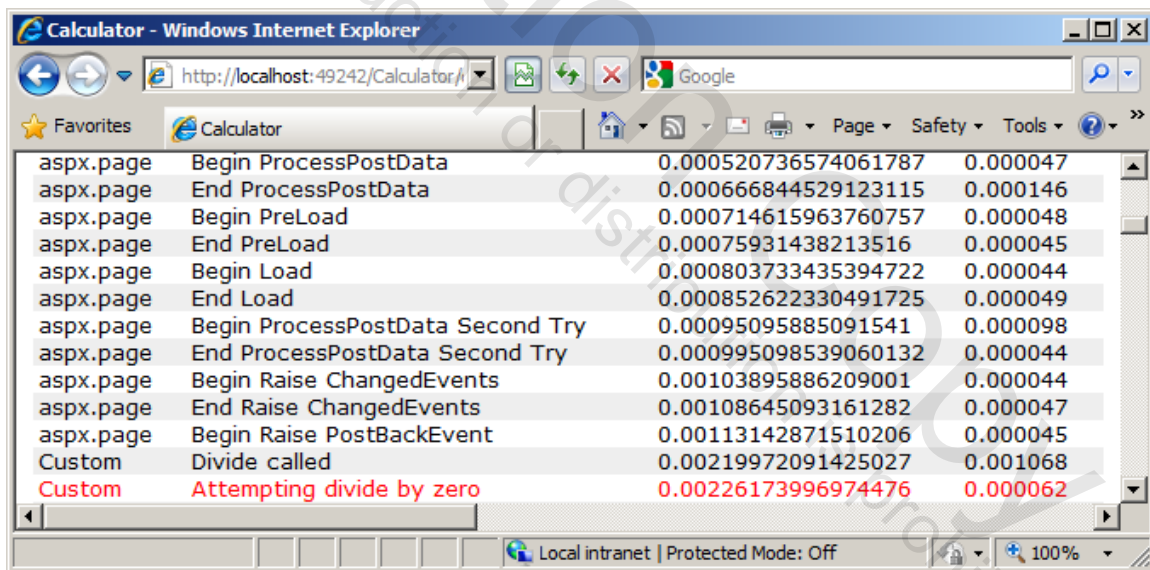 Calculator - Windows Internet Explorer
http://localhost:49242/Calculator/
Google
Favorites
Calculator
Page
Safety
Tools
aspx.page Begin ProcessPostData 0.000520736574061787 0.000047
aspx.page End ProcessPostData 0.000666844529123115 0.000146
aspx.page Begin PreLoad 0.000714615963760757 0.000048
aspx.page End PreLoad 0.00075931438213516 0.000045
aspx.page Begin Load 0.000803733435394722 0.000044
aspx.page End Load 0.000852622330491725 0.000049
aspx.page Begin ProcessPostData Second Try 0.00095095885091541 0.000098
aspx.page End ProcessPostData Second Try 0.000995098539060132 0.000044
aspx.page Begin Raise ChangedEvents 0.00103895886209001 0.000044
aspx.page End Raise ChangedEvents 0.00108645093161282 0.000047
aspx.page Begin Raise PostBackEvent 0.00113142871510206 0.000045
Custom Divide called 0.00219972091425027 0.001068
Custom Attempting divide by zero 0.00226173996974476 0.000062
Local intranet | Protected Mode: Off
100%
or distribution
Copy